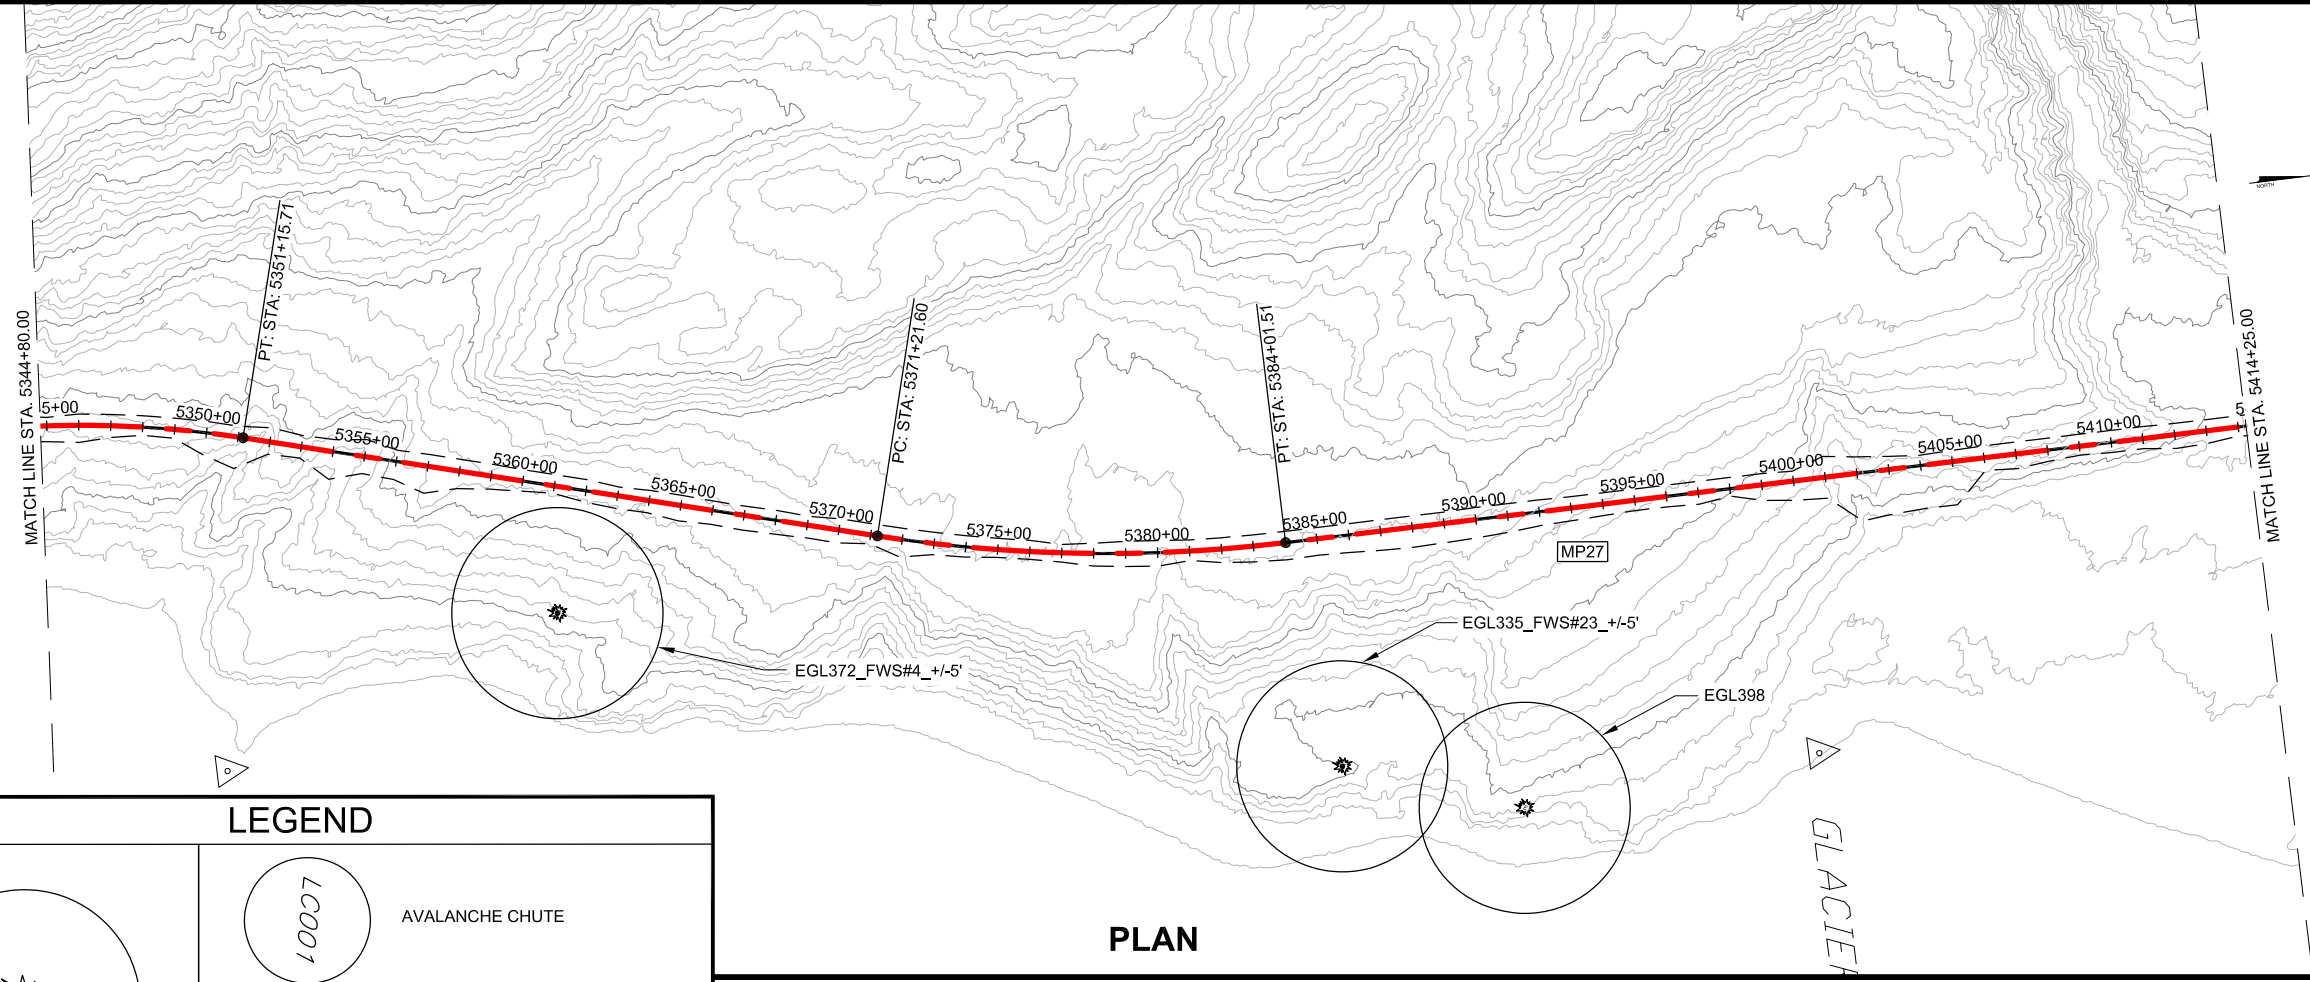 MATCH LINE STA. 5344+80.00
5+00
5350+00
PT: STA: 5351+15.71
5355+00
5360+00
5365+00
5370+00
PC: STA: 5371+21.60
5375+00
5380+00
PT: STA: 5384+01.51
5385+00
5390+00
5395+00
5400+00
5405+00
5410+00
5
MATCH LINE STA. 5414+25.00
NORTH
MP27
EGL372_FWS#4_+/-5'
EGL335_FWS#23_+/-5'
EGL398
GLACIER
LEGEND
LC001
AVALANCHE CHUTE
PLAN